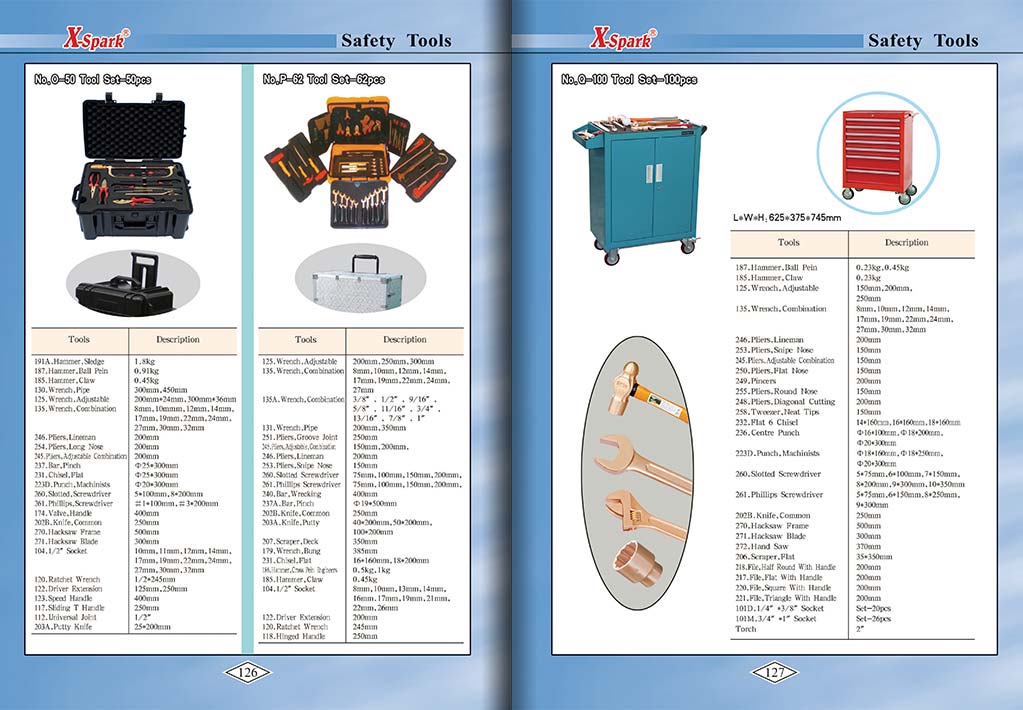 X-Spark®
Safety Tools
No.O-50 Tool Set-50pcs
Tools Description
191A.Hammer,Sledge 1.8kg
187.Hammer,Ball Pein 0.91kg
185.Hammer,Claw 0.45kg
130.Wrench,Pipe 300mm,450mm
125.Wrench,Adjustable 200mm*24mm,300mm*36mm
135.Wrench,Combination 8mm,10mmm,12mm,14mm,
17mm,19mm,22mm,24mm,
27mm,30mm,32mm
246.Pliers,Lineman 200mm
254.Pliers,Long Nose 200mm
245.Pliers,Adjustable Combination 200mm
237.Bar,Pinch Φ25*300mm
231.Chisel,Flat Φ25*300mm
223D.Punch,Machinists Φ20*300mm
260.Slotted,Screwdriver 5*100mm,8*200mm
261.Phillips,Screwdriver #1*100mm,#3*200mm
174.Valve,Handle 400mm
202B.Knife,Common 250mm
270.Hacksaw Frame 500mm
271.Hacksaw Blade 300mm
104.1/2" Socket 10mm,11mm,12mm,14mm,
17mm,19mm,22mm,24mm,
27mm,30mm,32mm
120.Ratchet Wrench 1/2*245mm
122.Driver Extension 125mm,250mm
123.Speed Handle 400mm
117.Sliding T Handle 250mm
112.Universal Joint 1/2"
203A.Putty Knife 25*200mm
No.P-62 Tool Set-62pcs
Tools Description
125.Wrench,Adjustable 200mm,250mm,300mm
135.Wrench,Combination 8mm,10mm,12mm,14mm,
17mm,19mm,22mm,24mm,
27mm
135A.Wrench,Combination 3/8" , 1/2" , 9/16" ,
5/8" , 11/16" , 3/4" ,
13/16" , 7/8" , 1"
131.Wrench,Pipe 200mm,350mm
251.Pliers,Groove Joint 250mm
245.Pliers,Adjustable,Combination 150mm,200mm,
246.Pliers,Lineman 200mm
253.Pliers,Snipe Nose 150mm
260.Slotted Screwdriver 75mm,100mm,150mm,200mm,
261.Phillips Screwdriver 75mm,100mm,150mm,200mm,
240.Bar,Wrecking 400mm
237A.Bar,Pinch Φ19*500mm
202B.Knife,Common 250mm
203A.Knife,Putty 40*200mm,50*200mm,
100*200mm
207.Scraper,Deck 350mm
179.Wrench,Bung 385mm
231.Chisel,Flat 16*160mm,18*200mm
186.Hammer,Cross Pein Engineers 0.5kg,1kg
185.Hammer,Claw 0.45kg
104.1/2" Socket 8mm,10mm,13mm,14mm,
16mm,17mm,19mm,21mm,
22mm,26mm
122.Driver Extension 200mm
120.Ratchet Wrench 245mm
118.Hinged Handle 250mm
126
X-Spark®
Safety Tools
No.Q-100 Tool Set-100pcs
L*W*H:625*375*745mm
Tools Description
187.Hammer,Ball Pein 0.23kg,0.45kg
185.Hammer,Claw 0.23kg
125.Wrench,Adjustable 150mm,200mm,
250mm
135.Wrench,Combination 8mm,10mm,12mm,14mm,
17mm,19mm,22mm,24mm,
27mm,30mm,32mm
246.Pliers,Lineman 200mm
253.Pliers,Snipe Nose 150mm
245.Pliers,Adjustable Combination 200mm
250.Pliers,Flat Nose 150mm
249.Pincers 200mm
255.Pliers,Round Nose 150mm
248.Pliers,Diagonal Cutting 200mm
258.Tweezer,Neat Tips 150mm
232.Flat 6 Chisel 14*160mm,16*160mm,18*160mm
236.Centre Punch Φ16*100mm,Φ18*200mm,
Φ20*300mm
223D.Punch,Machinists Φ18*160mm,Φ18*250mm,
Φ20*300mm
260.Slotted Screwdriver 5*75mm,6*100mm,7*150mm,
8*200mm,9*300mm,10*350mm
261.Phillips Screwdriver 5*75mm,6*150mm,8*250mm,
9*300mm
202B.Knife,Common 250mm
270.Hacksaw Frame 500mm
271.Hacksaw Blade 300mm
272.Hand Saw 370mm
206.Scraper,Flat 35*350mm
218.File,Half Round With Handle 200mm
217.File,Flat With Handle 200mm
220.File,Square With Handle 200mm
221.File,Triangle With Handle 200mm
101D.1/4" *3/8" Socket Set-20pcs
101M.3/4" *1" Socket Set-26pcs
Torch 2"
127